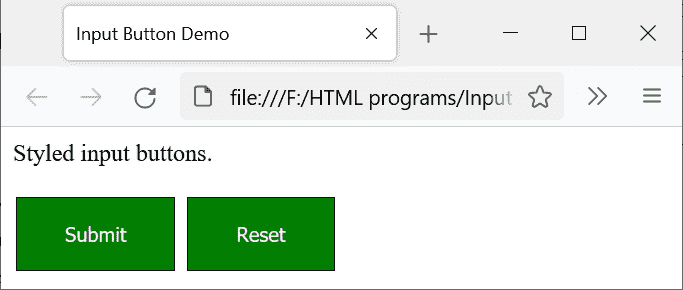 Input Button Demo
file:///F:/HTML programs/Input
Styled input buttons.
Submit Reset